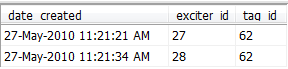 date_created exciter_id tag_id
27-May-2010 11:21:21 AM 27 62
27-May-2010 11:21:34 AM 28 62